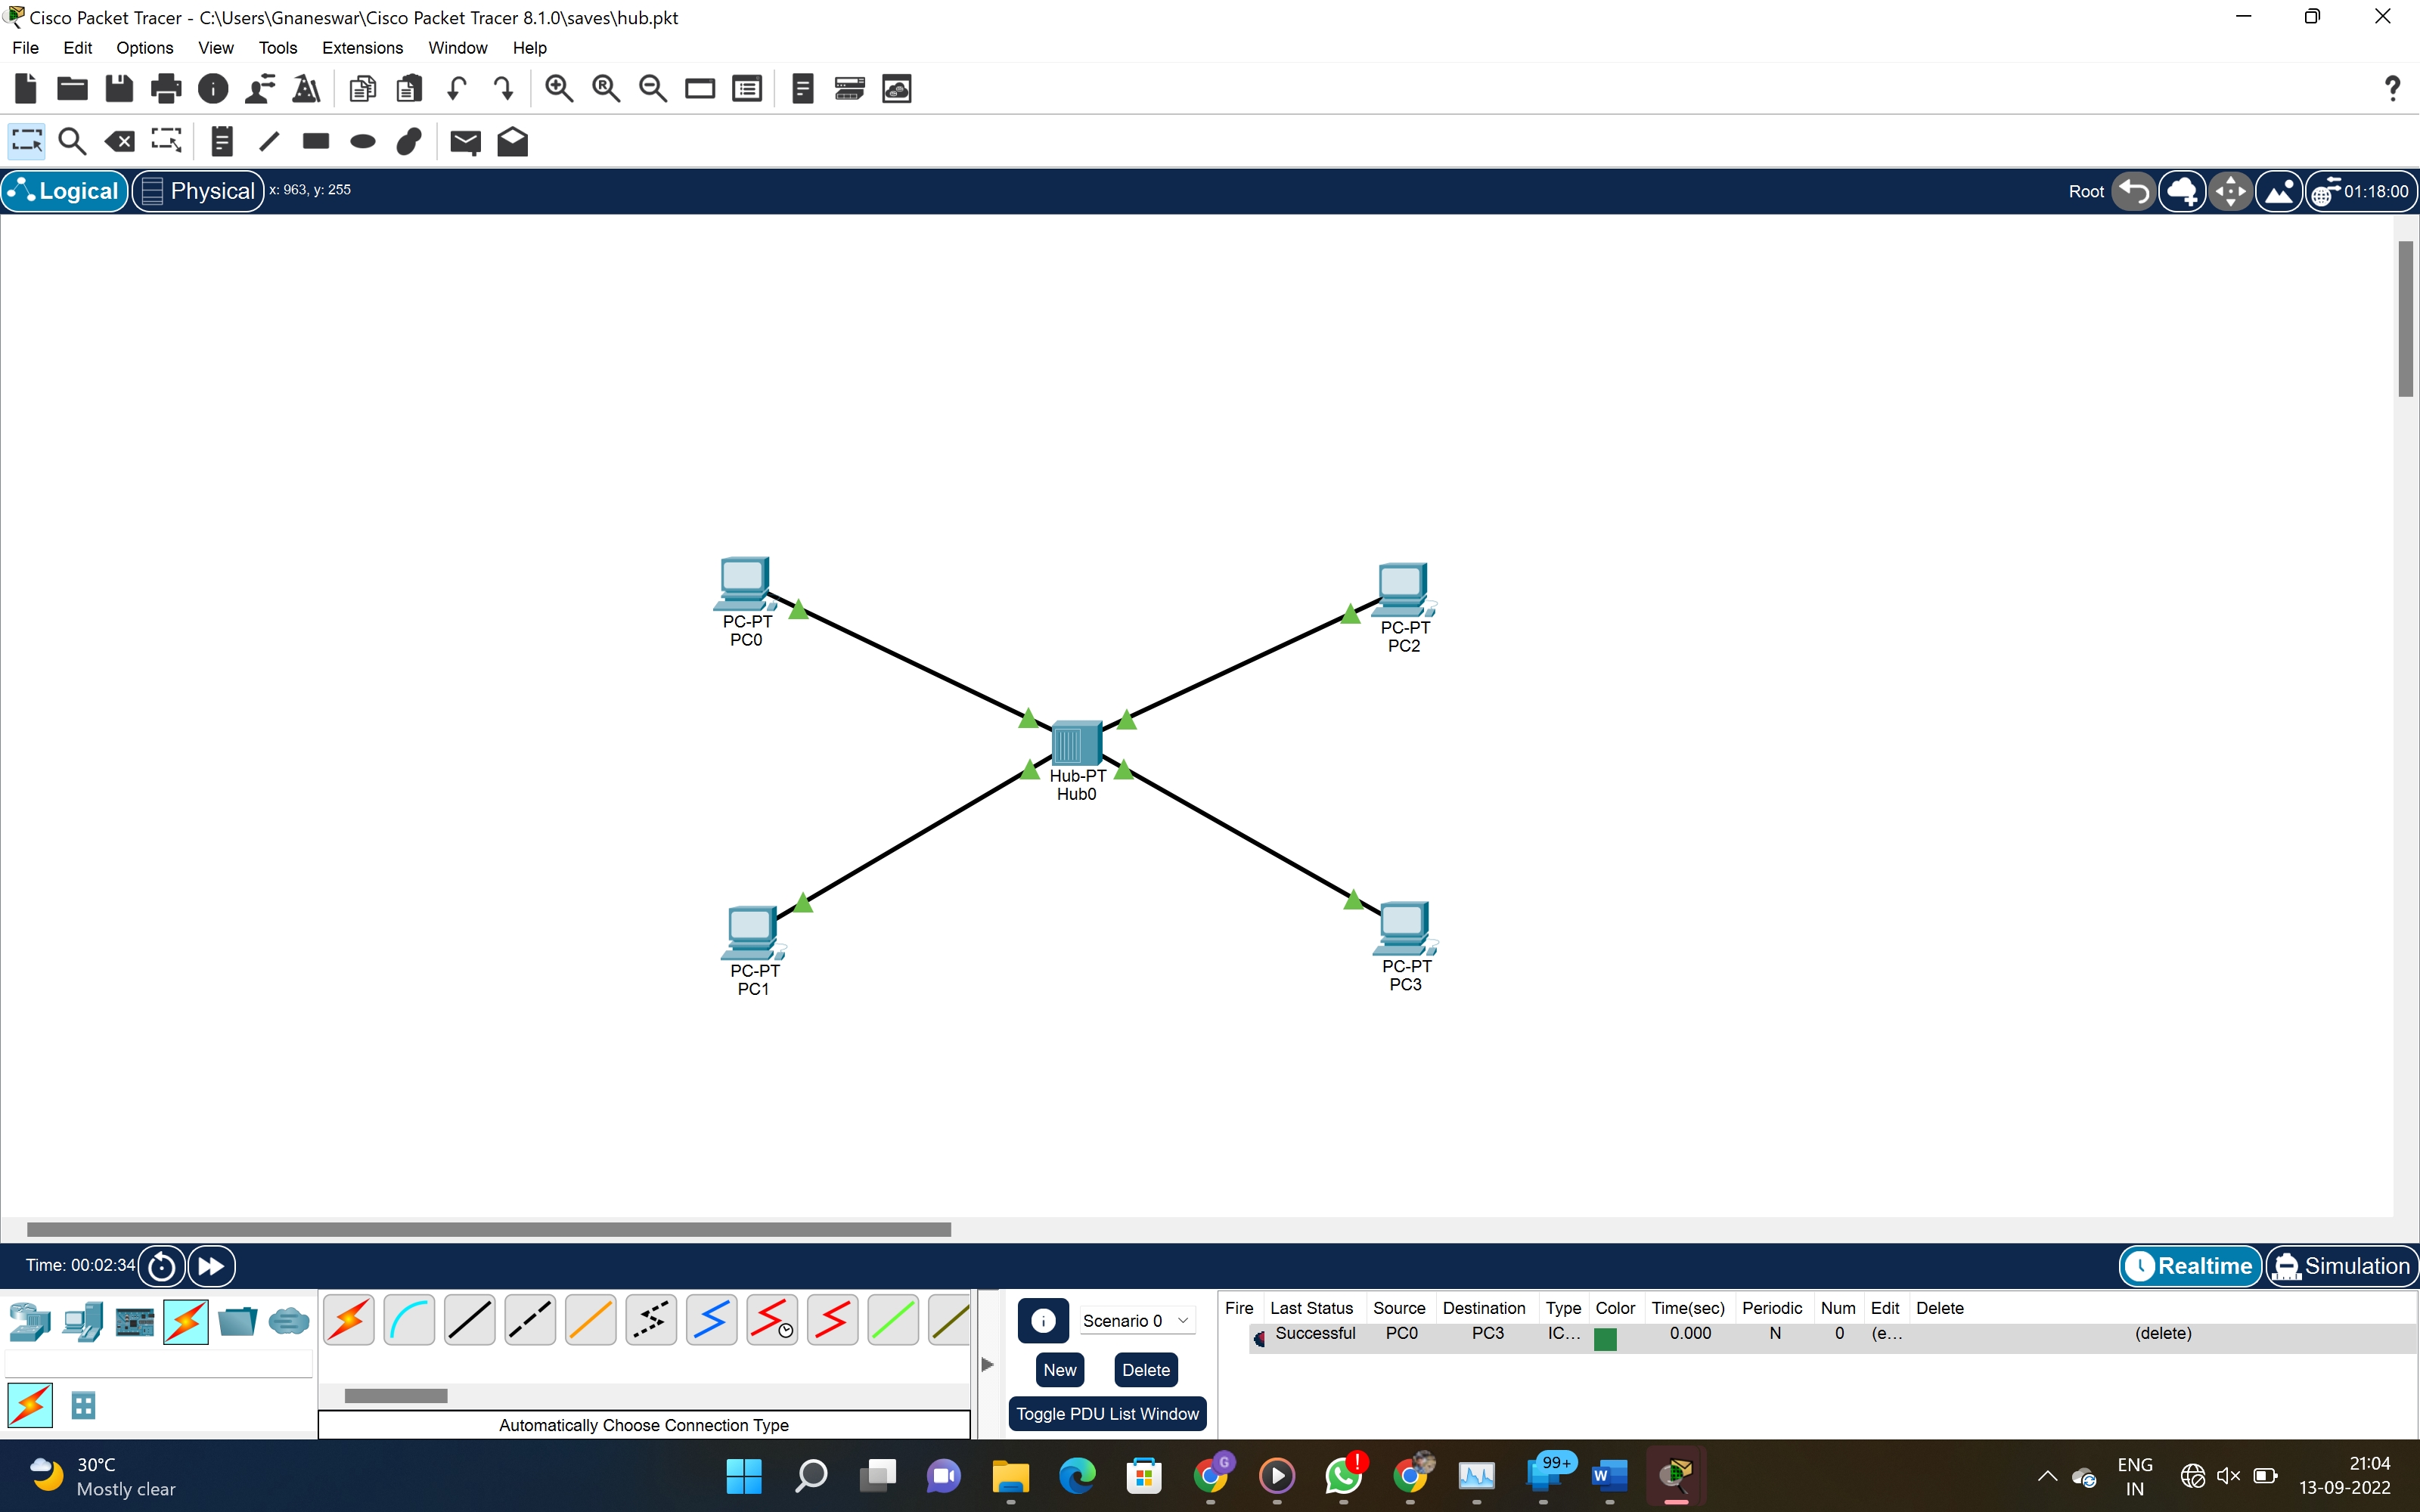 Cisco Packet Tracer - C:\Users\Gnaneswar\Cisco Packet Tracer 8.1.0\saves\hub.pkt
File Edit Options View Tools Extensions Window Help
Logical Physical x: 963, y: 255 Root 01:18:00
PC-PT
PC0
PC-PT
PC2
Hub-PT
Hub0
PC-PT
PC1
PC-PT
PC3
Time: 00:02:34 Realtime Simulation
Scenario 0
New Delete
Toggle PDU List Window
Fire Last Status Source Destination Type Color Time(sec) Periodic Num Edit Delete
Successful PC0 PC3 IC... 0.000 N 0 (e... (delete)
Automatically Choose Connection Type
30°C
Mostly clear
G
!
99+
W
ENG
IN
21:04
13-09-2022